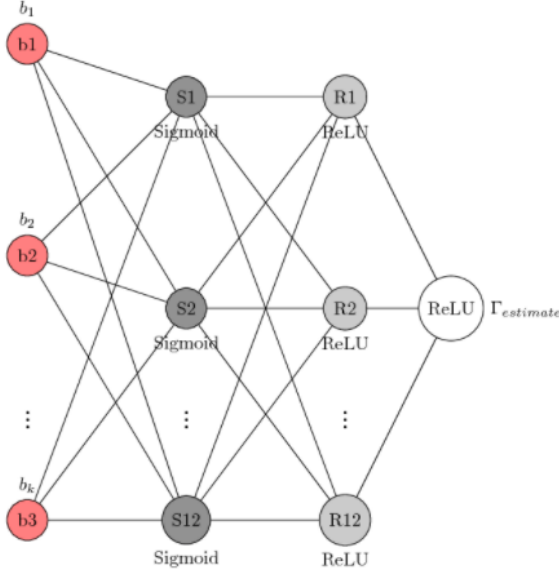 b₁
b1
S1
R1
Sigmoid
ReLU
b₂
b2
S2
R2
ReLU
Γestimate
Sigmoid
ReLU
⋮
⋮
⋮
bₖ
b3
S12
R12
Sigmoid
ReLU